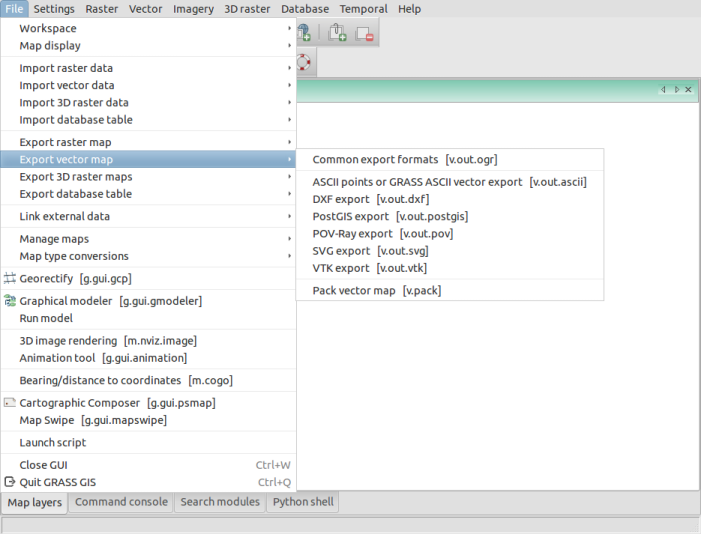 File Settings Raster Vector Imagery 3D raster Database Temporal Help
Workspace
Map display
Import raster data
Import vector data
Import 3D raster data
Import database table
Export raster map
Export vector map
Common export formats [v.out.ogr]
ASCII points or GRASS ASCII vector export [v.out.ascii]
DXF export [v.out.dxf]
PostGIS export [v.out.postgis]
POV-Ray export [v.out.pov]
SVG export [v.out.svg]
VTK export [v.out.vtk]
Pack vector map [v.pack]
Export 3D raster maps
Export database table
Link external data
Manage maps
Map type conversions
Georectify [g.gui.gcp]
Graphical modeler [g.gui.gmodeler]
Run model
3D image rendering [m.nviz.image]
Animation tool [g.gui.animation]
Bearing/distance to coordinates [m.cogo]
Cartographic Composer [g.gui.psmap]
Map Swipe [g.gui.mapswipe]
Launch script
Close GUI Ctrl+W
Quit GRASS GIS Ctrl+Q
Map layers Command console Search modules Python shell